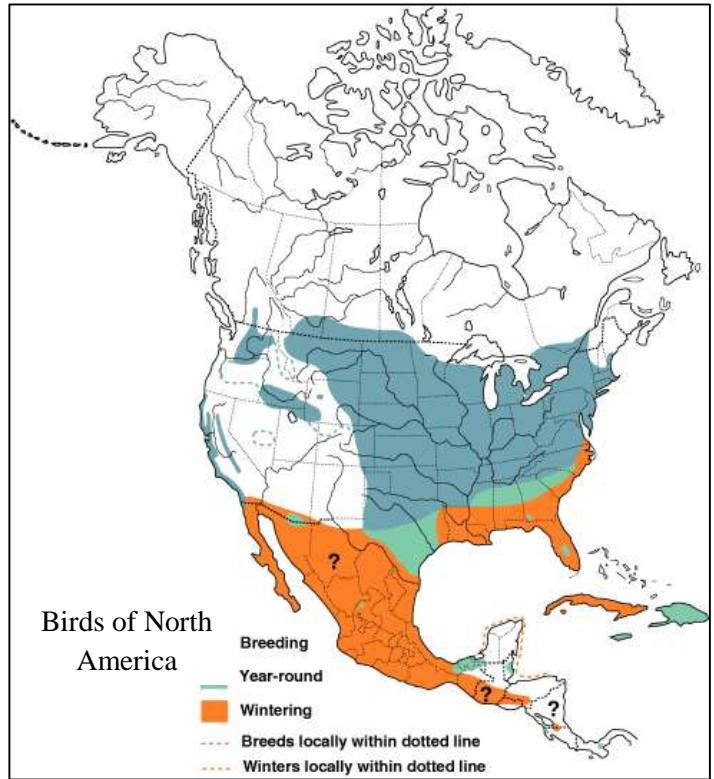 ?
?
?
Birds of North
America
Breeding
Year-round
Wintering
Breeds locally within dotted line
Winters locally within dotted line